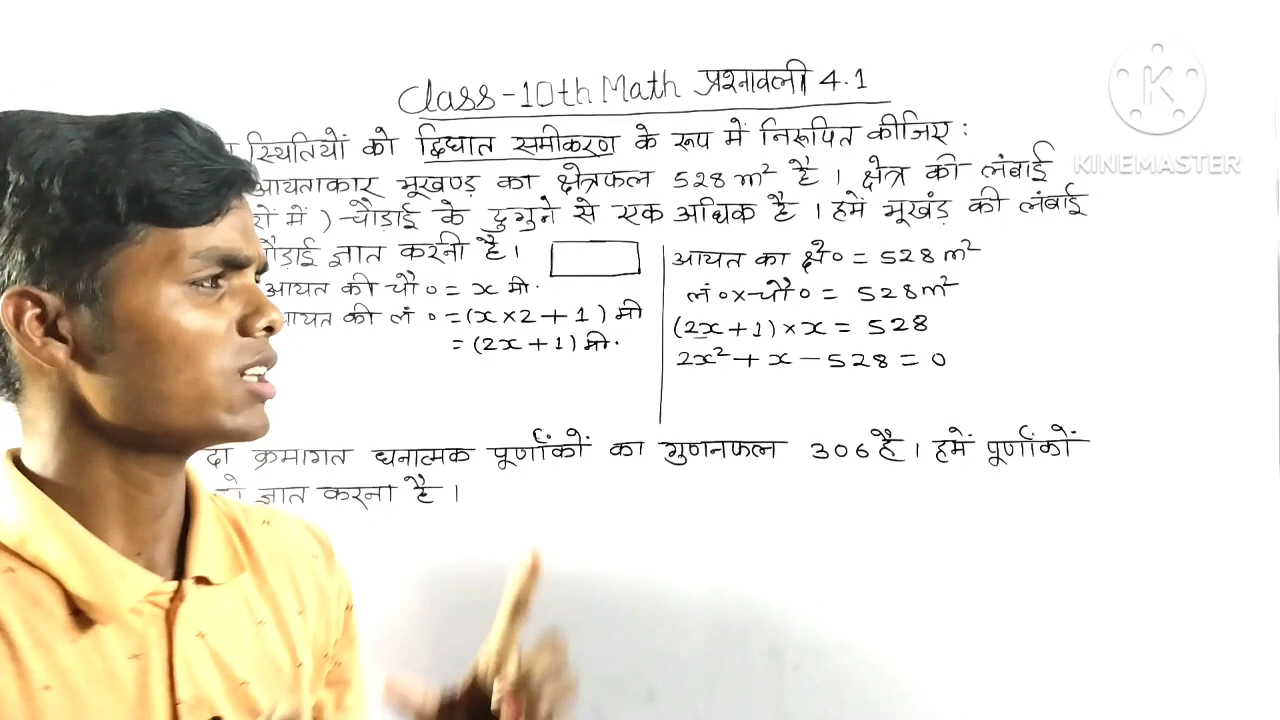 Class-10th Math प्रश्नावली 4.1
स्थितियों को द्विघात समीकरण के रूप में निरूपित कीजिए:
आयताकार भूखण्ड़ का क्षेत्रफल 528 m² है। क्षेत्र की लंबाई
में) चौड़ाई के दुगुने से एक अधिक है। हमें भूखंड़ की लंबाई
ज्ञात करनी है।
आयत की चौ० = x मी.
आयत की लं० = (x × 2 + 1) मी
= (2x + 1) मी.
आयत का क्षे० = 528 m²
लं० × चौ० = 528 m²
(2x + 1) × x = 528
2x² + x - 528 = 0
क्रमागत धनात्मक पूर्णांकों का गुणनफल 306 है। हमें पूर्णांकों
ज्ञात करना है।
K
KINEMASTER